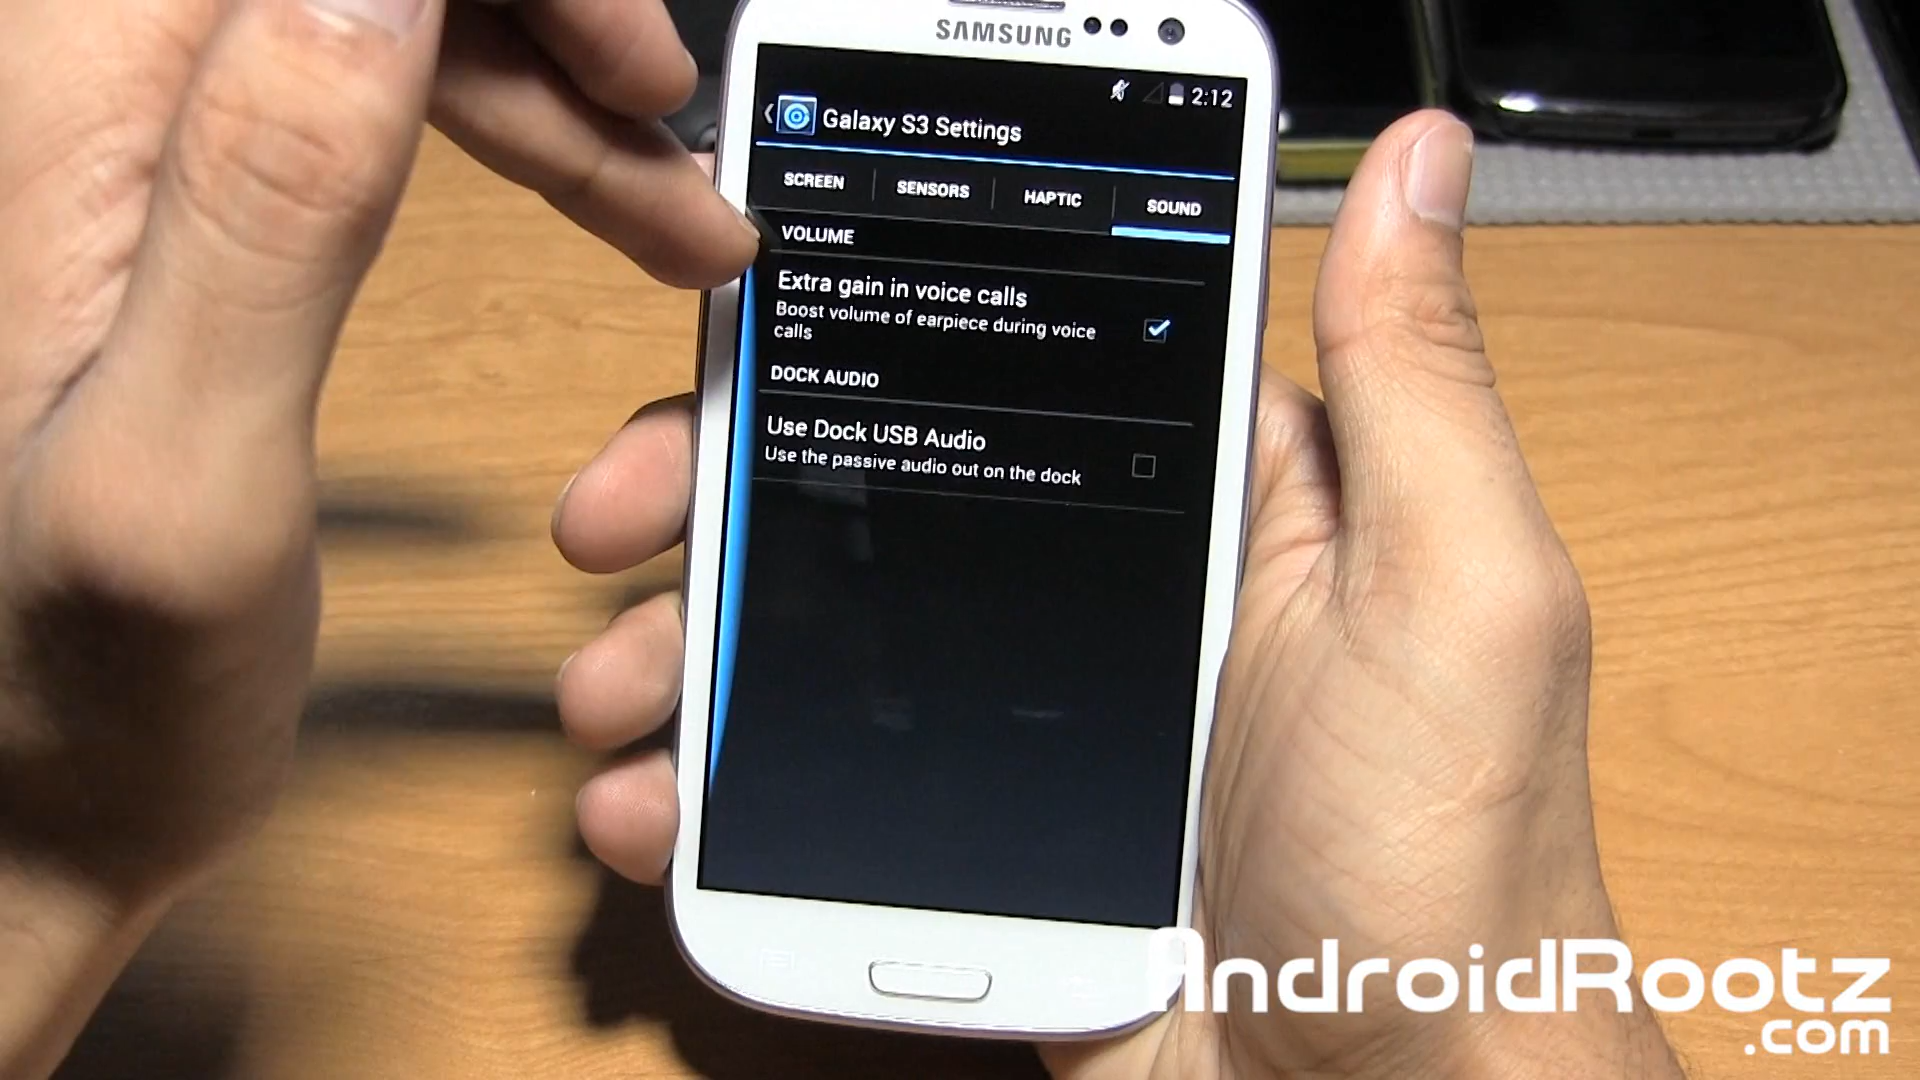 SAMSUNG
2:12
Galaxy S3 Settings
SCREEN
SENSORS
HAPTIC
SOUND
VOLUME
Extra gain in voice calls
Boost volume of earpiece during voice
calls
DOCK AUDIO
Use Dock USB Audio
Use the passive audio out on the dock
AndroidRootz
.com